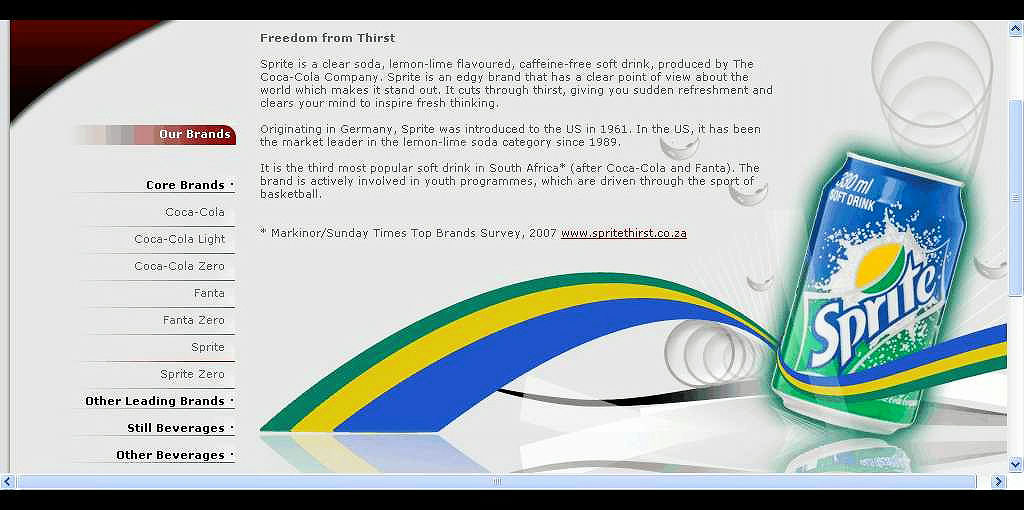 Freedom from Thirst
Sprite is a clear soda, lemon-lime flavoured, caffeine-free soft drink, produced by The
Coca-Cola Company. Sprite is an edgy brand that has a clear point of view about the
world which makes it stand out. It cuts through thirst, giving you sudden refreshment and
clears your mind to inspire fresh thinking.
Originating in Germany, Sprite was introduced to the US in 1961. In the US, it has been
the market leader in the lemon-lime soda category since 1989.
It is the third most popular soft drink in South Africa* (after Coca-Cola and Fanta). The
brand is actively involved in youth programmes, which are driven through the sport of
basketball.
* Markinor/Sunday Times Top Brands Survey, 2007 www.spritethirst.co.za
Our Brands
Core Brands
Coca-Cola
Coca-Cola Light
Coca-Cola Zero
Fanta
Fanta Zero
Sprite
Sprite Zero
Other Leading Brands
Still Beverages
Other Beverages
330 ml
SOFT DRINK
Sprite